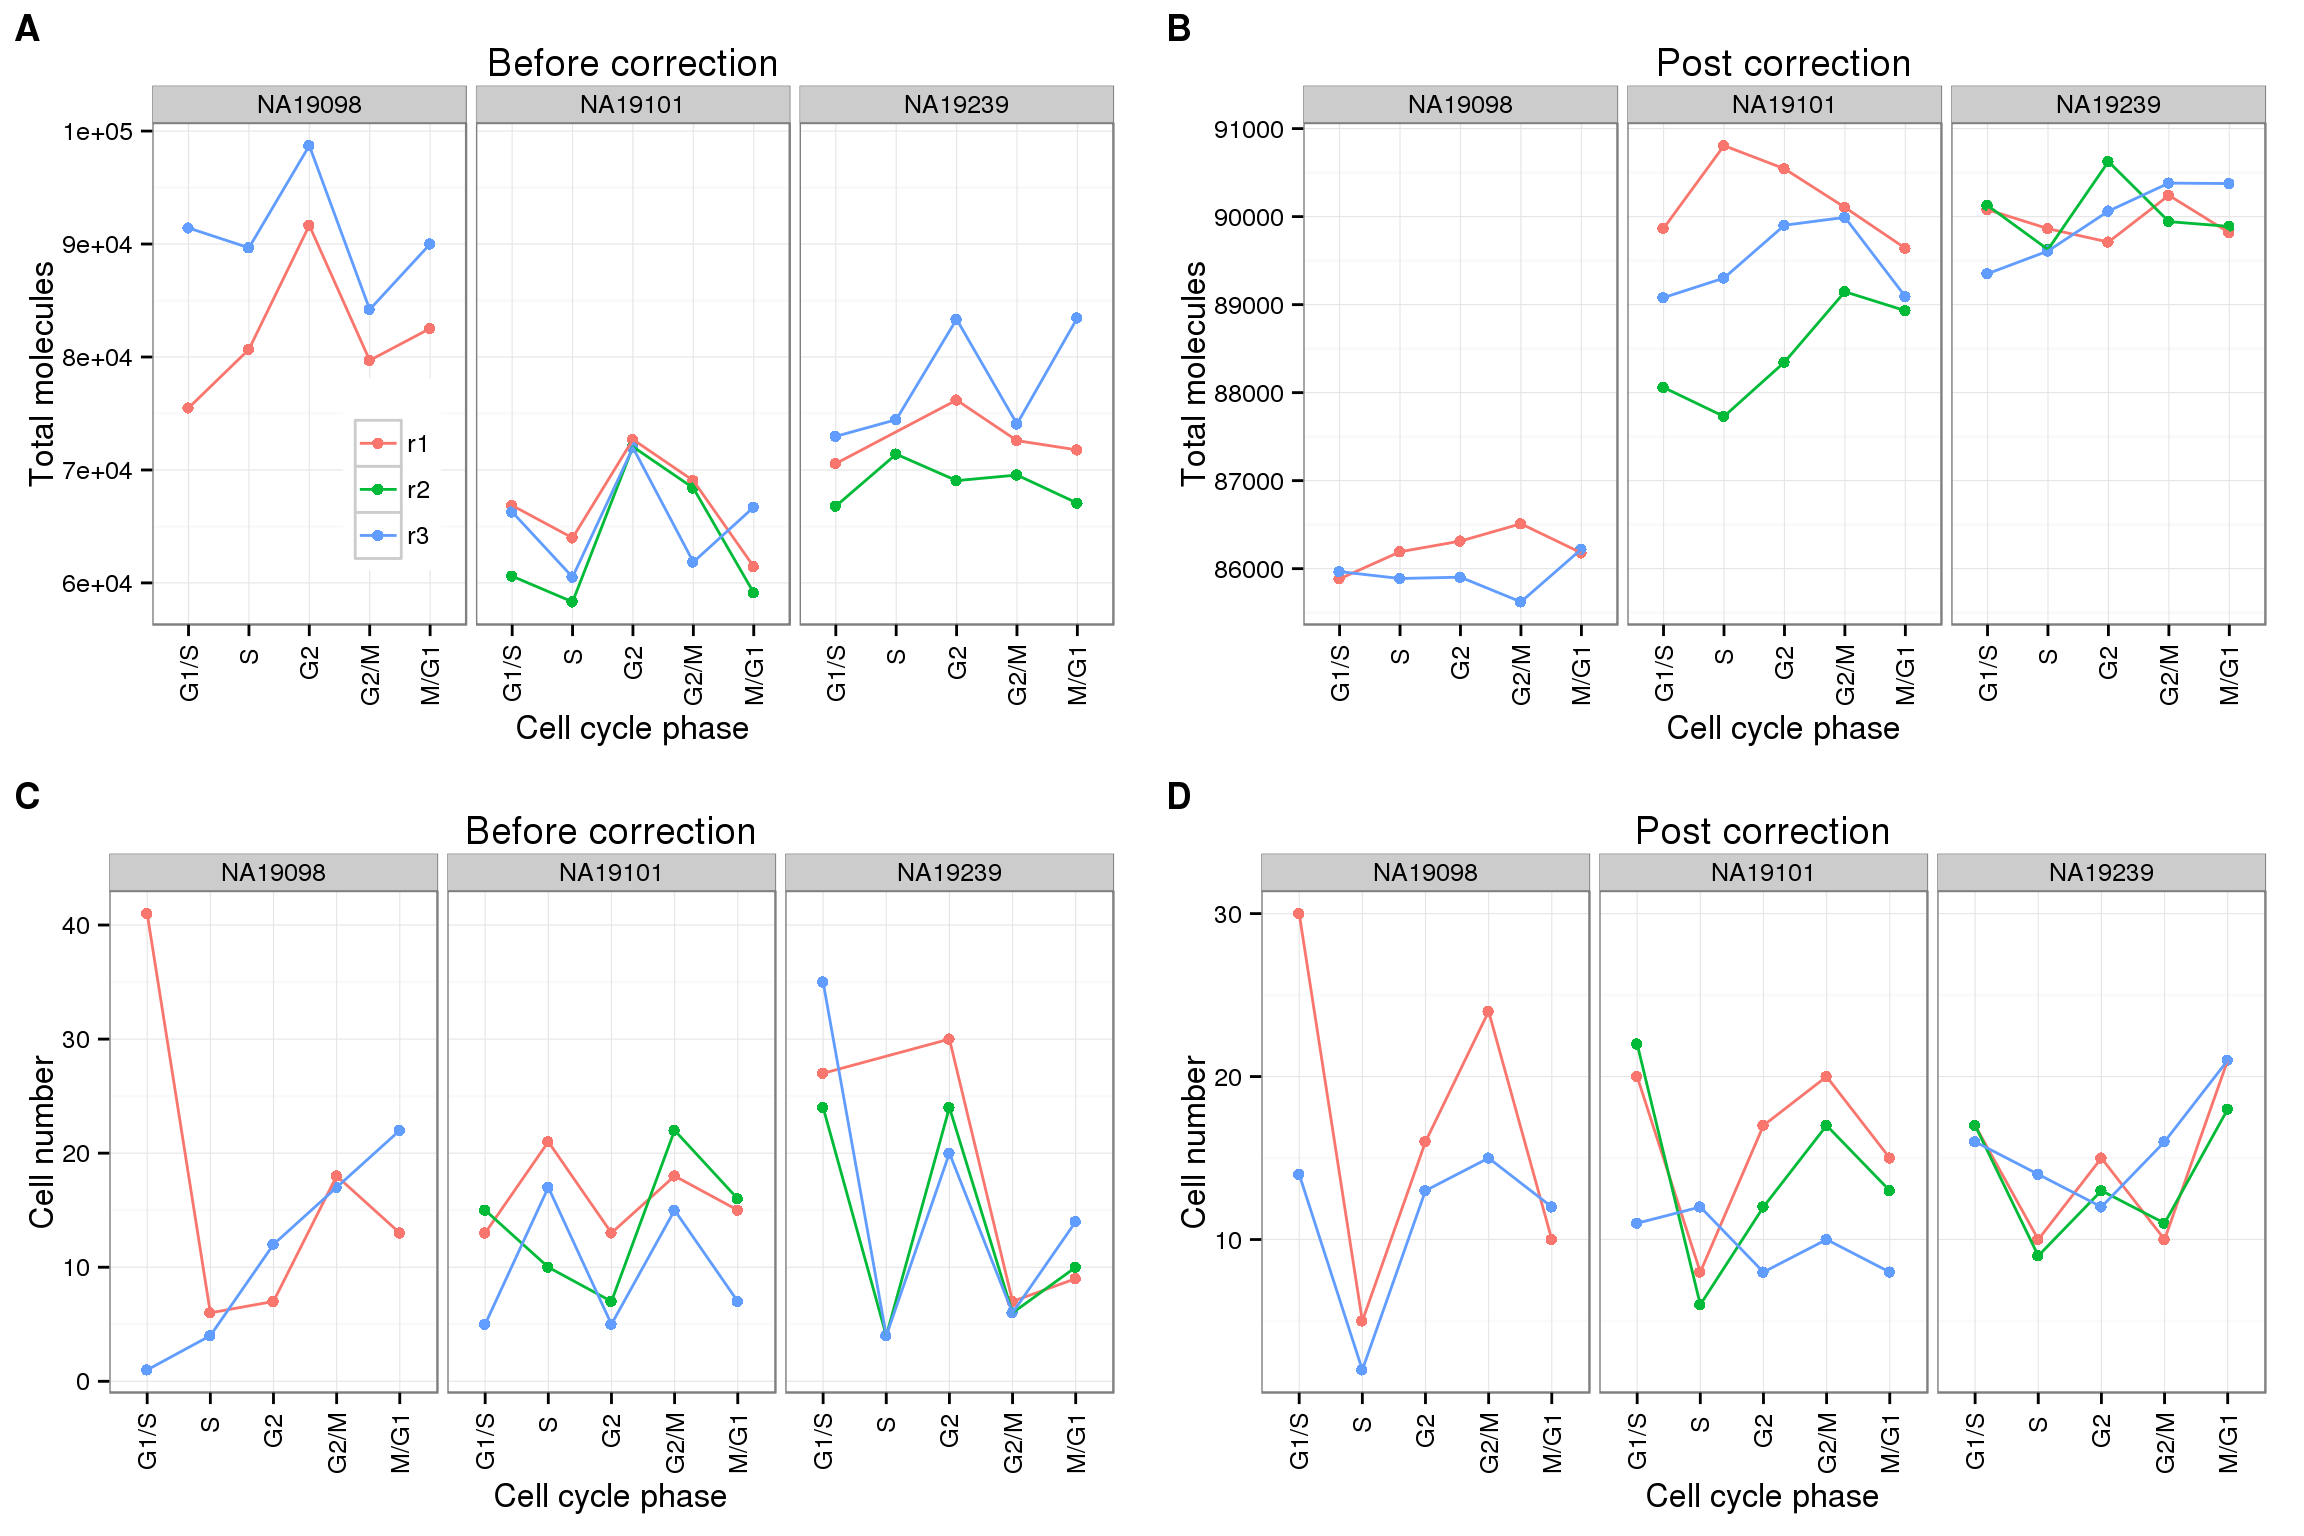 A
Before correction
NA19098 NA19101 NA19239
1e+05
9e+04
8e+04
7e+04
6e+04
Total molecules
r1
r2
r3
G1/S S G2 G2/M M/G1 G1/S S G2 G2/M M/G1 G1/S S G2 G2/M M/G1
Cell cycle phase
B
Post correction
NA19098 NA19101 NA19239
91000
90000
89000
88000
87000
86000
Total molecules
G1/S S G2 G2/M M/G1 G1/S S G2 G2/M M/G1 G1/S S G2 G2/M M/G1
Cell cycle phase
C
Before correction
NA19098 NA19101 NA19239
40
30
20
10
0
Cell number
G1/S S G2 G2/M M/G1 G1/S S G2 G2/M M/G1 G1/S S G2 G2/M M/G1
Cell cycle phase
D
Post correction
NA19098 NA19101 NA19239
30
20
10
Cell number
G1/S S G2 G2/M M/G1 G1/S S G2 G2/M M/G1 G1/S S G2 G2/M M/G1
Cell cycle phase